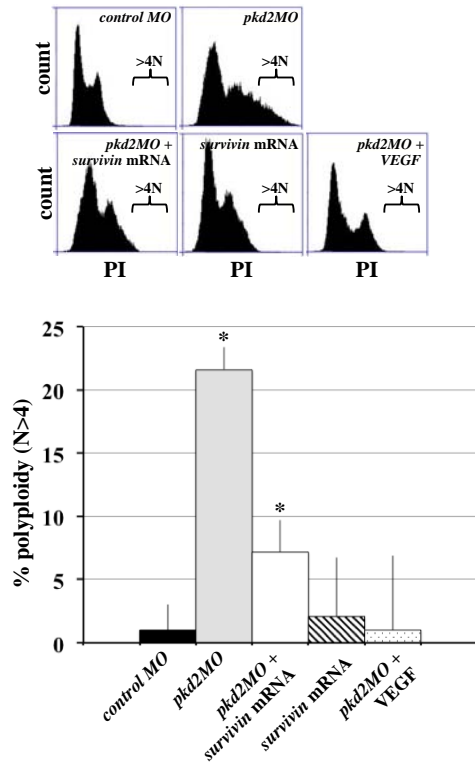 control MO
pkd2MO
count
>4N
>4N
pkd2MO +
survivin mRNA
survivin mRNA
pkd2MO +
VEGF
count
>4N
>4N
>4N
PI
PI
PI
25
20
15
10
5
0
% polyploidy (N>4)
*
*
control MO
pkd2MO
pkd2MO +
survivin mRNA
survivin mRNA
pkd2MO +
VEGF